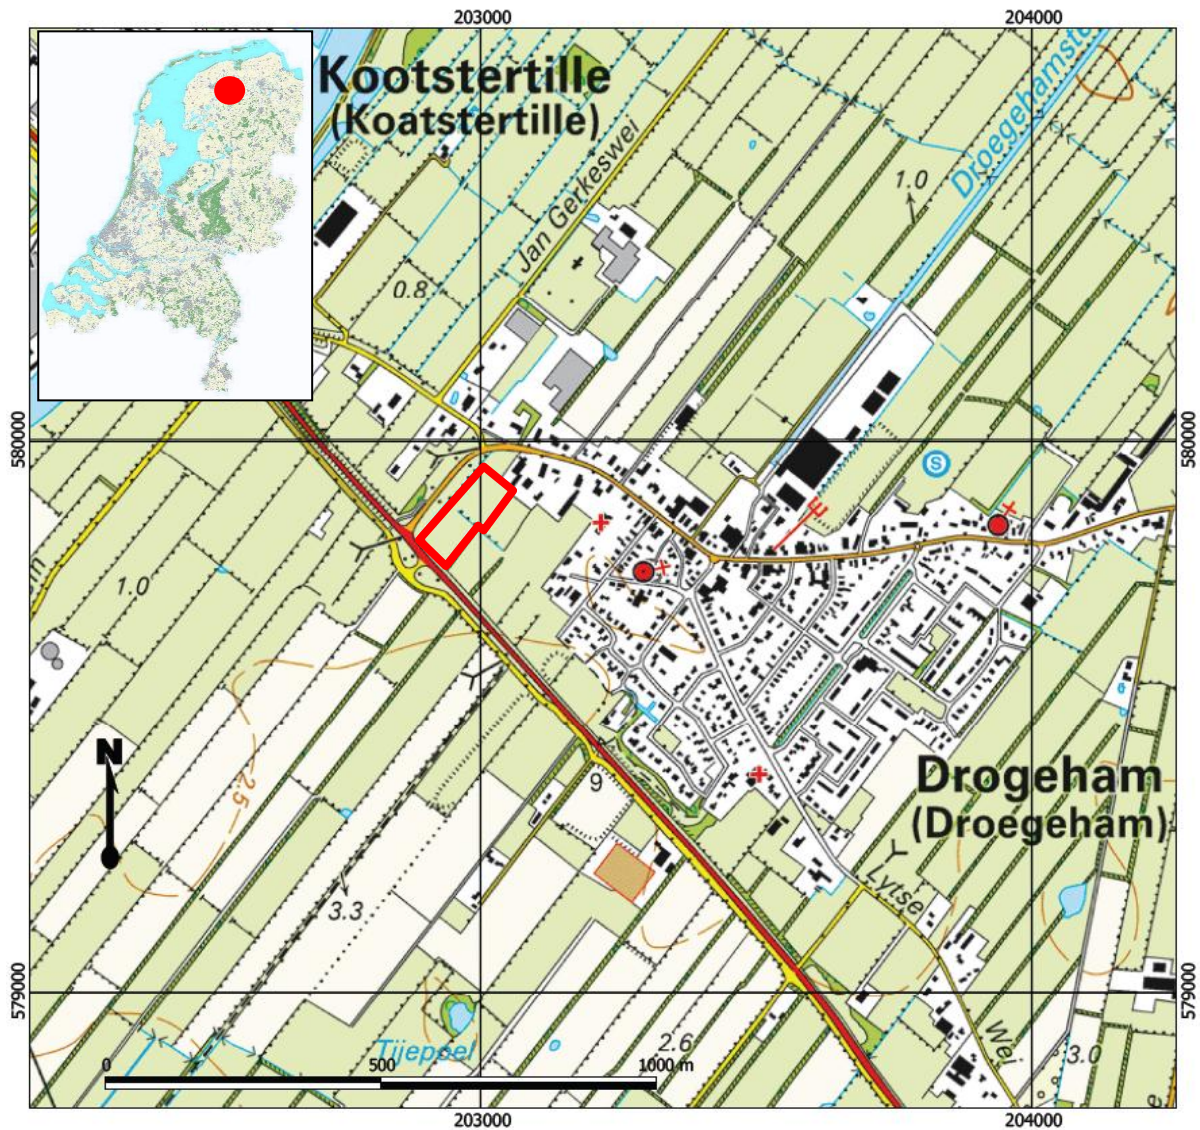 203000
204000
Kootstertille
(Koatstertille)
Jan Gerkeswei
Droegehamste
1.0
0.8
580000
580000
S
1.0
N
2.5
9
Drogeham
(Droegeham)
3.3
Lytse
Wei
579000
579000
Tijepoel
2.6
3.0
0
500
1000 m
203000
204000